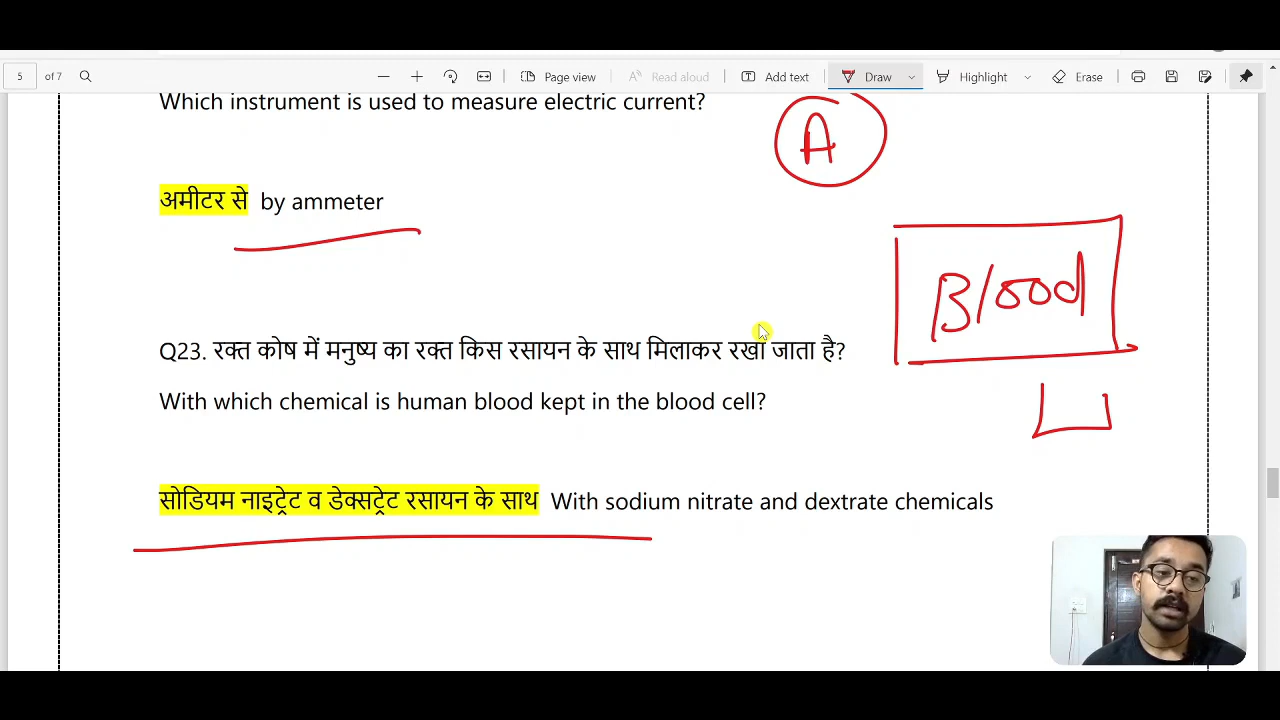 5 of 7 Page view Read aloud Add text Draw Highlight Erase
Which instrument is used to measure electric current?
A
अमीटर से by ammeter
Blood
Q23. रक्त कोष में मनुष्य का रक्त किस रसायन के साथ मिलाकर रखा जाता है?
With which chemical is human blood kept in the blood cell?
सोडियम नाइट्रेट व डेक्सट्रेट रसायन के साथ With sodium nitrate and dextrate chemicals